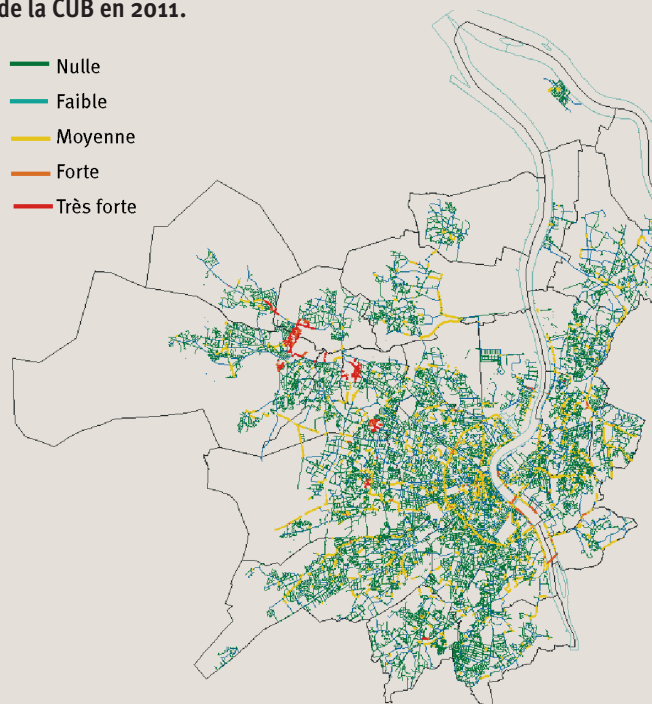 de la CUB en 2011.
Nulle
Faible
Moyenne
Forte
Très forte